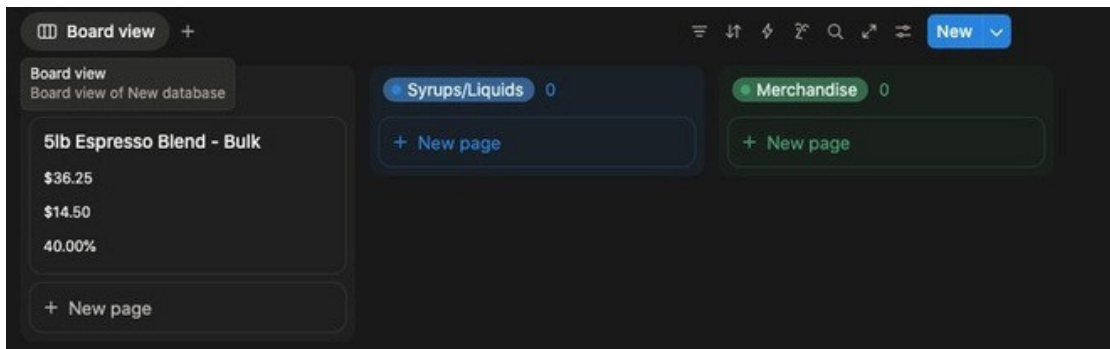 Board view
New
Board view
Board view of New database
5lb Espresso Blend - Bulk
$36.25
$14.50
40.00%
+ New page
Syrups/Liquids 0
+ New page
Merchandise 0
+ New page